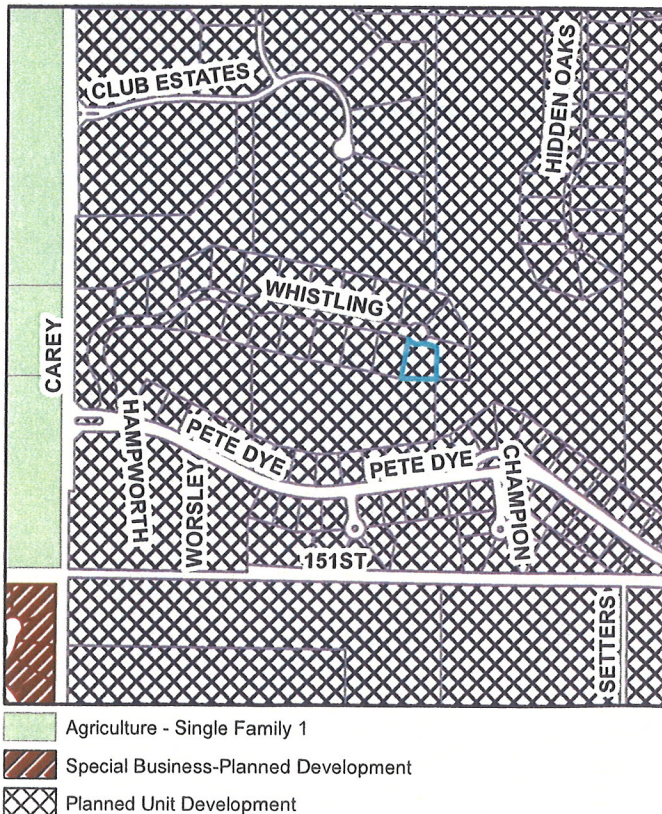 CLUB ESTATES
HIDDEN OAKS
WHISTLING
CAREY
HAMPWORTH
WORSLEY
PETE DYE
PETE DYE
CHAMPION
151ST
SETTERS
Agriculture - Single Family 1
Special Business-Planned Development
Planned Unit Development